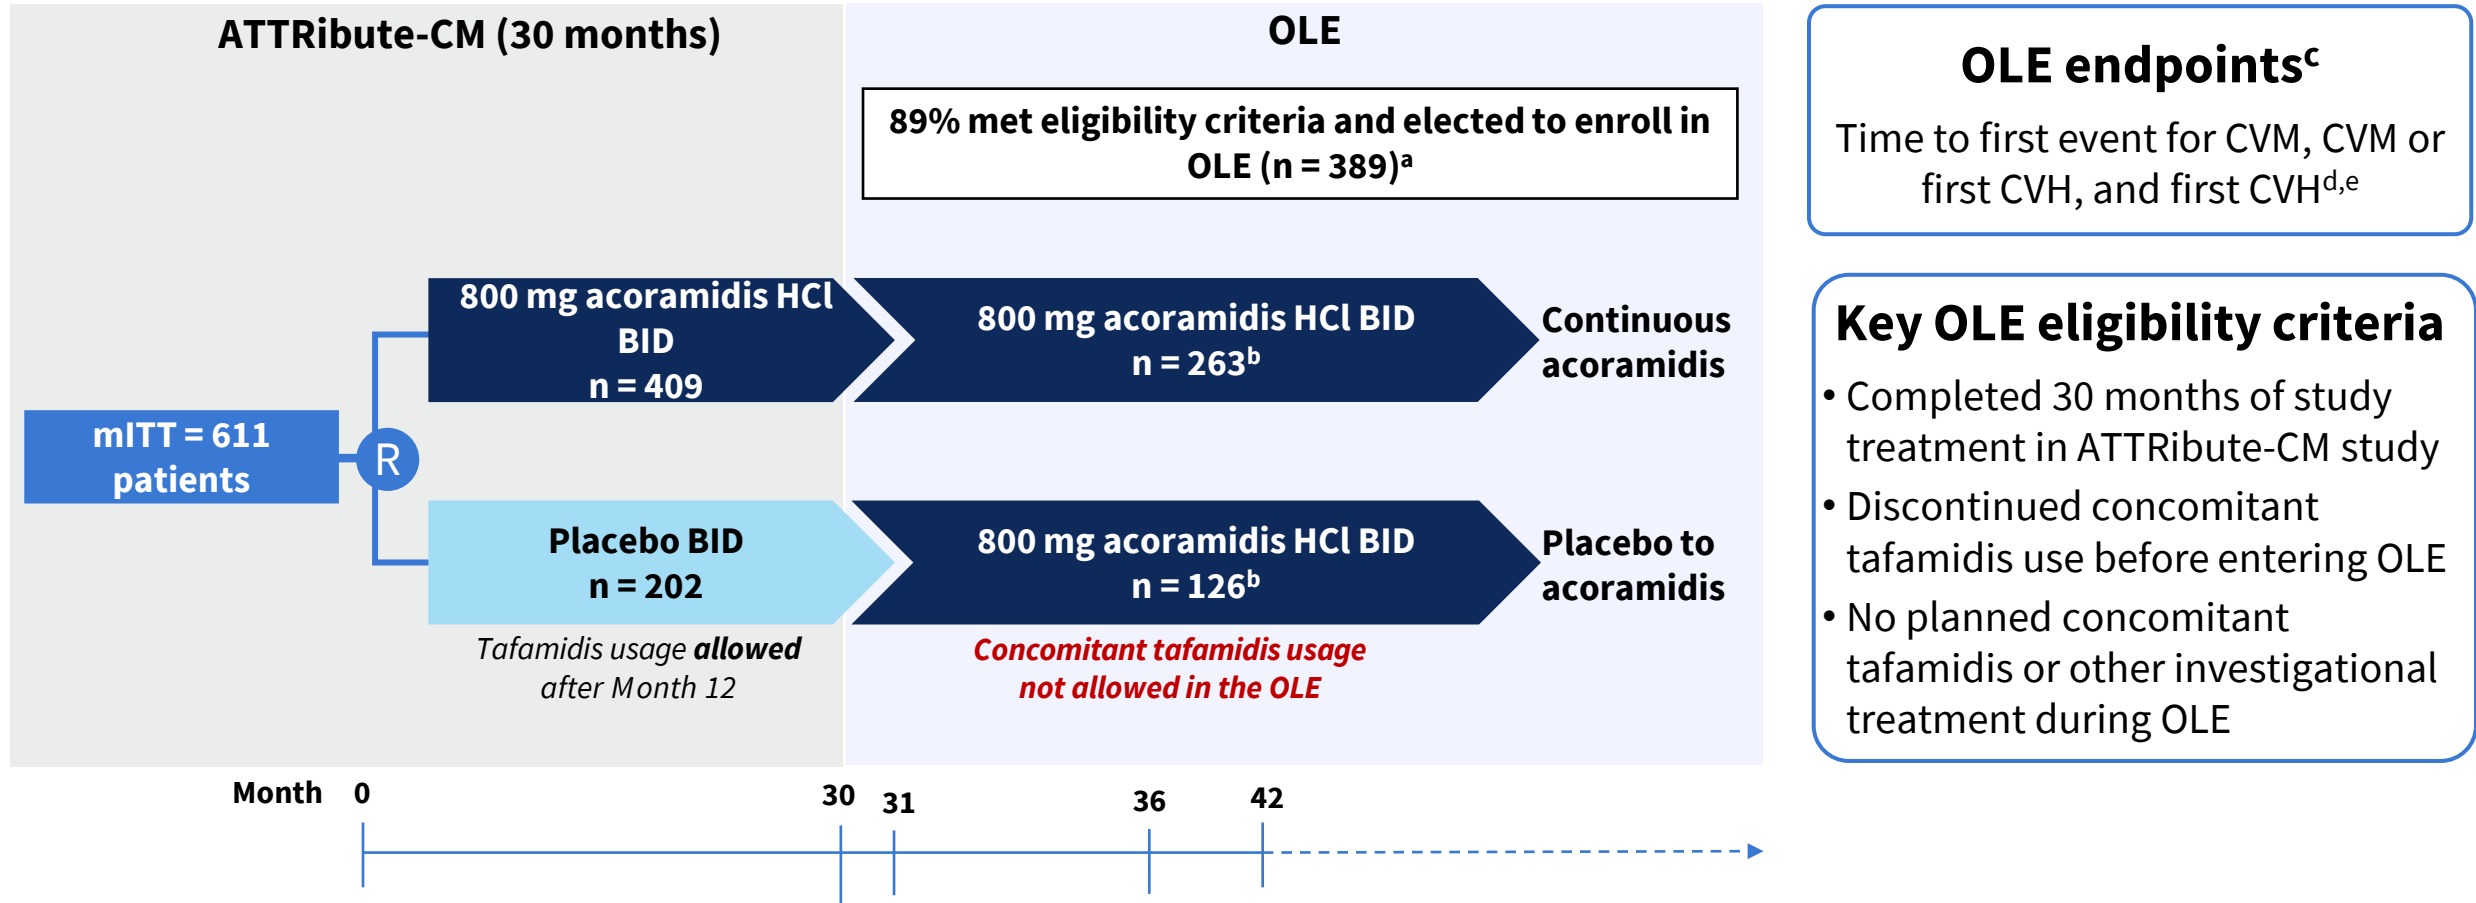 ATTRibute-CM (30 months)
OLE
89% met eligibility criteria and elected to enroll in
OLE (n = 389)ᵃ
800 mg acoramidis HCl
BID
n = 409
800 mg acoramidis HCl BID
n = 263ᵇ
Continuous
acoramidis
mITT = 611
patients
R
Placebo BID
n = 202
800 mg acoramidis HCl BID
n = 126ᵇ
Placebo to
acoramidis
Tafamidis usage allowed
after Month 12
Concomitant tafamidis usage
not allowed in the OLE
Month 0 30 31 36 42
OLE endpointsᶜ
Time to first event for CVM, CVM or
first CVH, and first CVHᵈ,ᵉ
Key OLE eligibility criteria
• Completed 30 months of study
treatment in ATTRibute-CM study
• Discontinued concomitant
tafamidis use before entering OLE
• No planned concomitant
tafamidis or other investigational
treatment during OLE